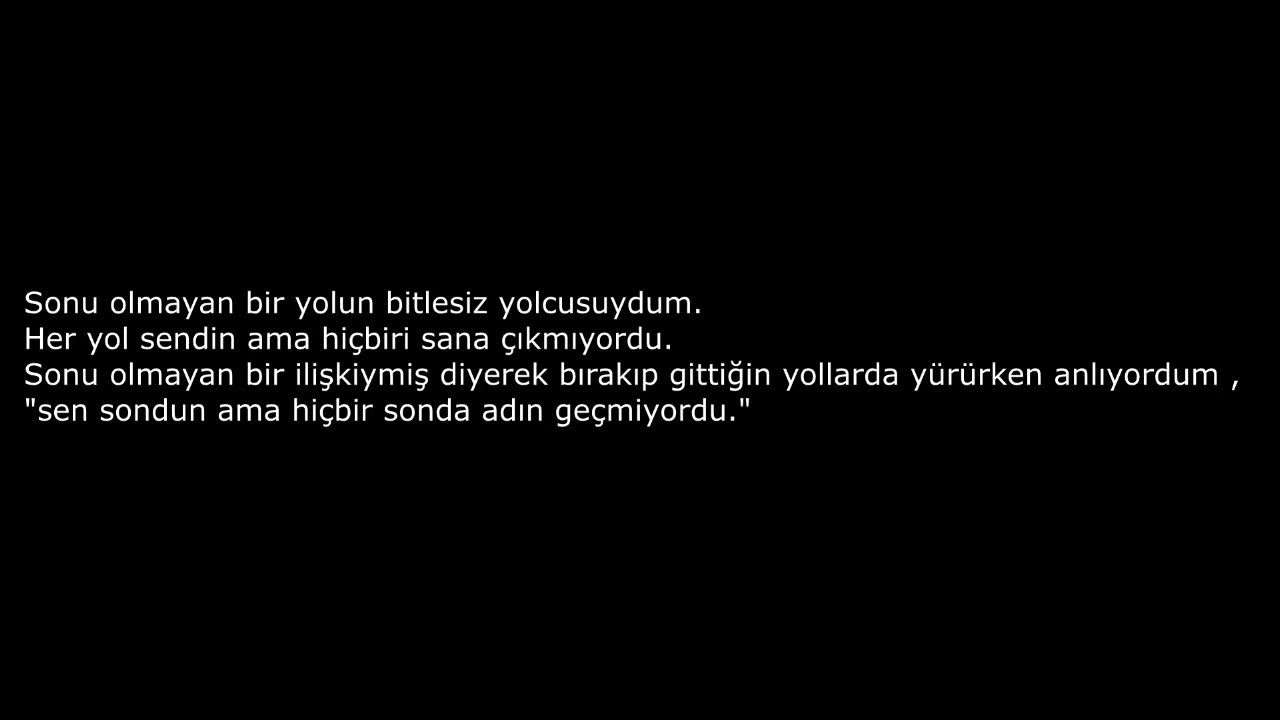 Sonu olmayan bir yolun bitlesiz yolcusuydum.
Her yol sendin ama hiçbiri sana çıkmıyordu.
Sonu olmayan bir ilişkiymiş diyerek bırakıp gittiğin yollarda yürürken anlıyordum ,
"sen sondun ama hiçbir sonda adın geçmiyordu."